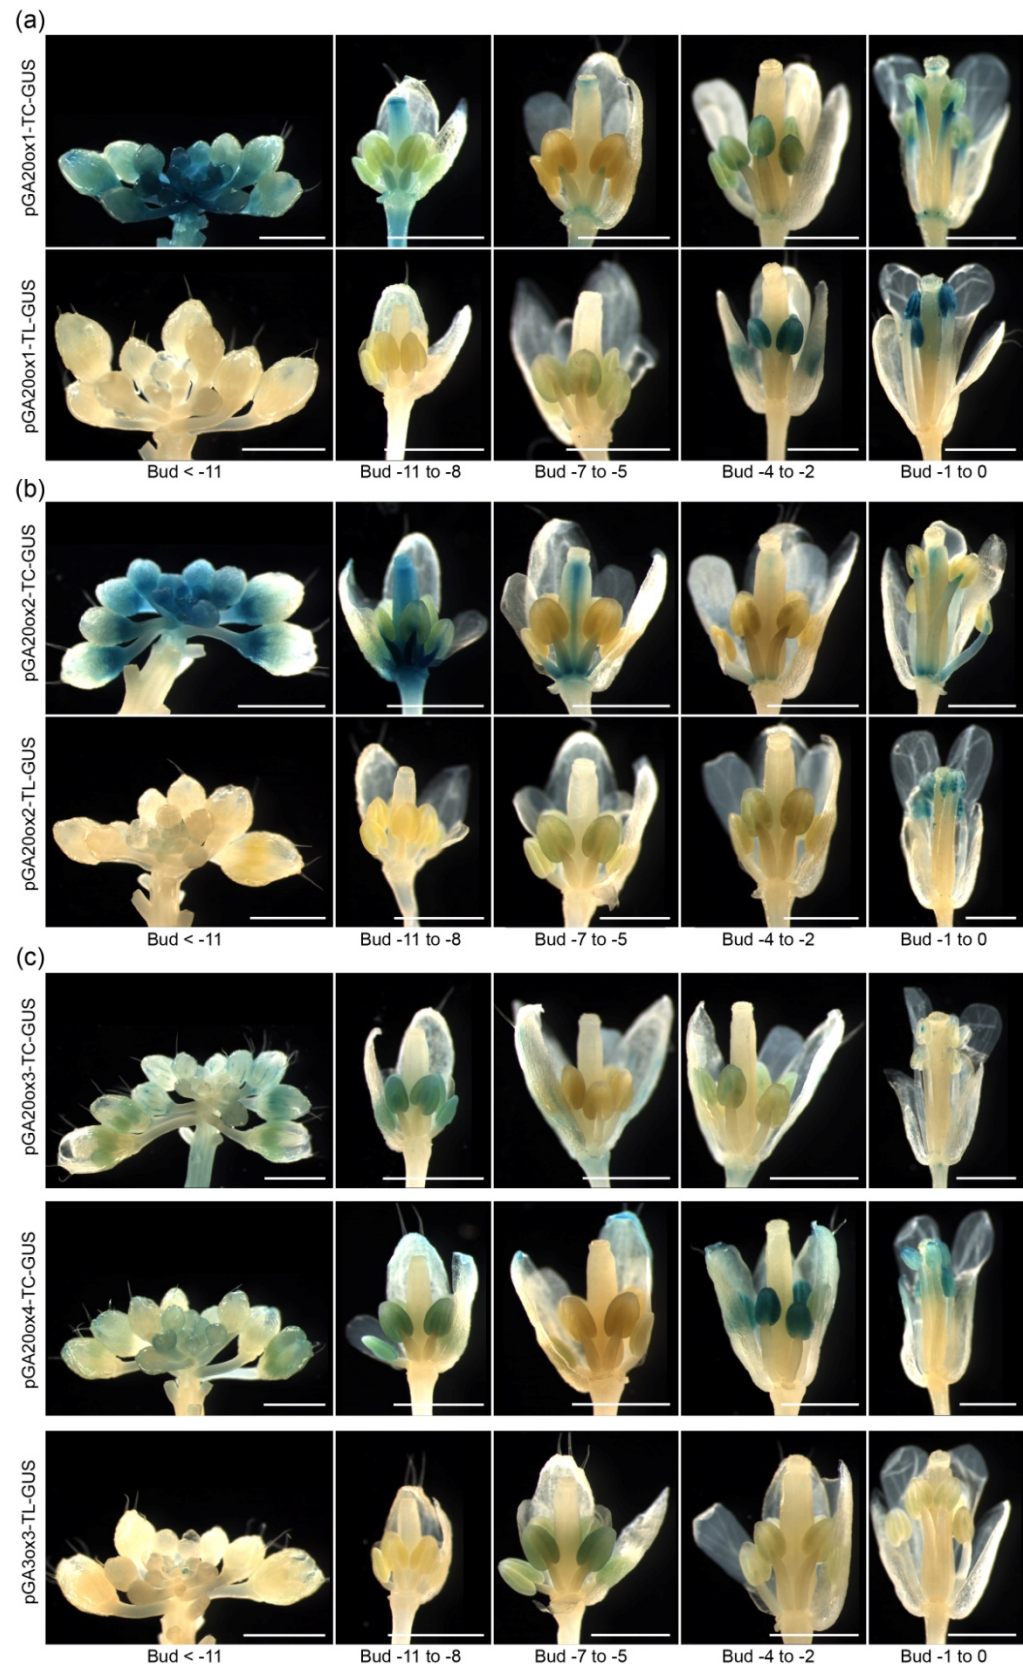 (a)
pGA20ox1-TC-GUS
pGA20ox1-TL-GUS
Bud < -11 Bud -11 to -8 Bud -7 to -5 Bud -4 to -2 Bud -1 to 0
(b)
pGA20ox2-TC-GUS
pGA20ox2-TL-GUS
Bud < -11 Bud -11 to -8 Bud -7 to -5 Bud -4 to -2 Bud -1 to 0
(c)
pGA20ox3-TC-GUS
pGA20ox4-TC-GUS
pGA3ox3-TL-GUS
Bud < -11 Bud -11 to -8 Bud -7 to -5 Bud -4 to -2 Bud -1 to 0